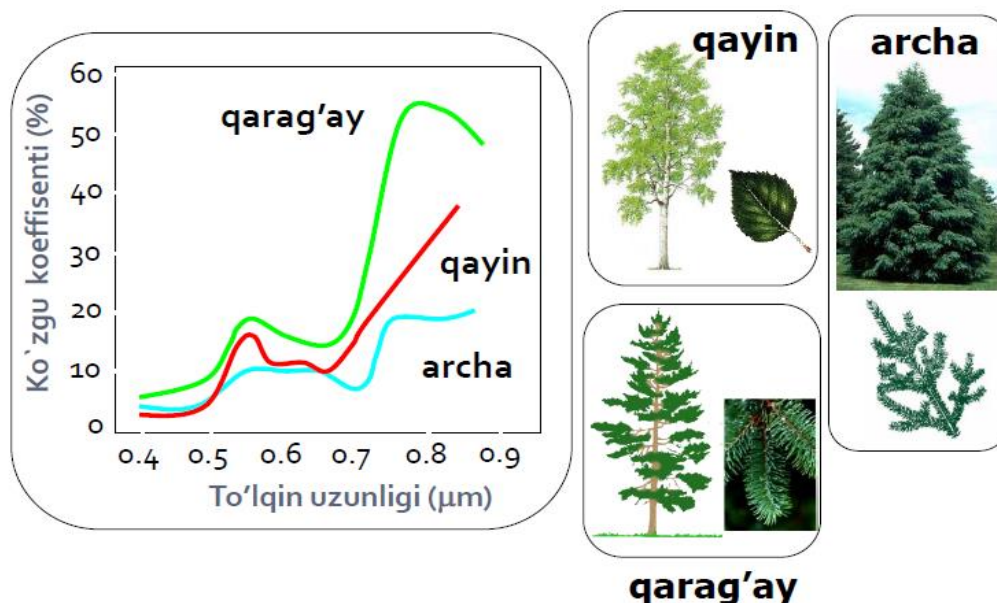 Ko`zgu koeffisenti (%)
60
50
40
30
20
10
0
qarag'ay
qayin
archa
0.4 0.5 0.6 0.7 0.8 0.9
To'lqin uzunligi (µm)
qayin
archa
qarag'ay